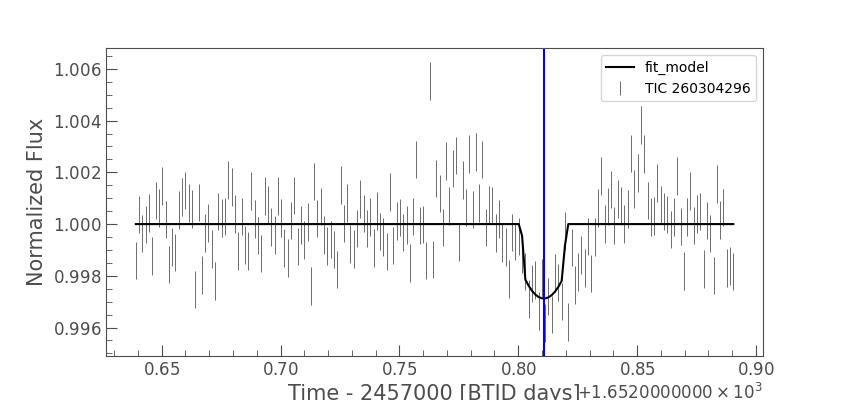 fit_model
TIC 260304296
1.006
1.004
1.002
1.000
0.998
0.996
Normalized Flux
0.65 0.70 0.75 0.80 0.85 0.90
Time - 2457000 [BTJD days]
+1.6520000000 × 10³